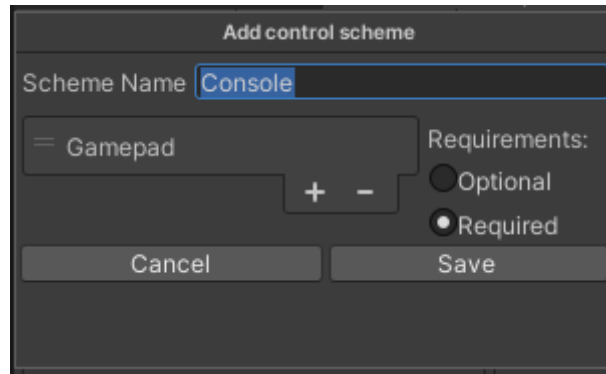 Add control scheme
Scheme Name Console
Gamepad
Requirements:
+ -
Optional
Required
Cancel
Save